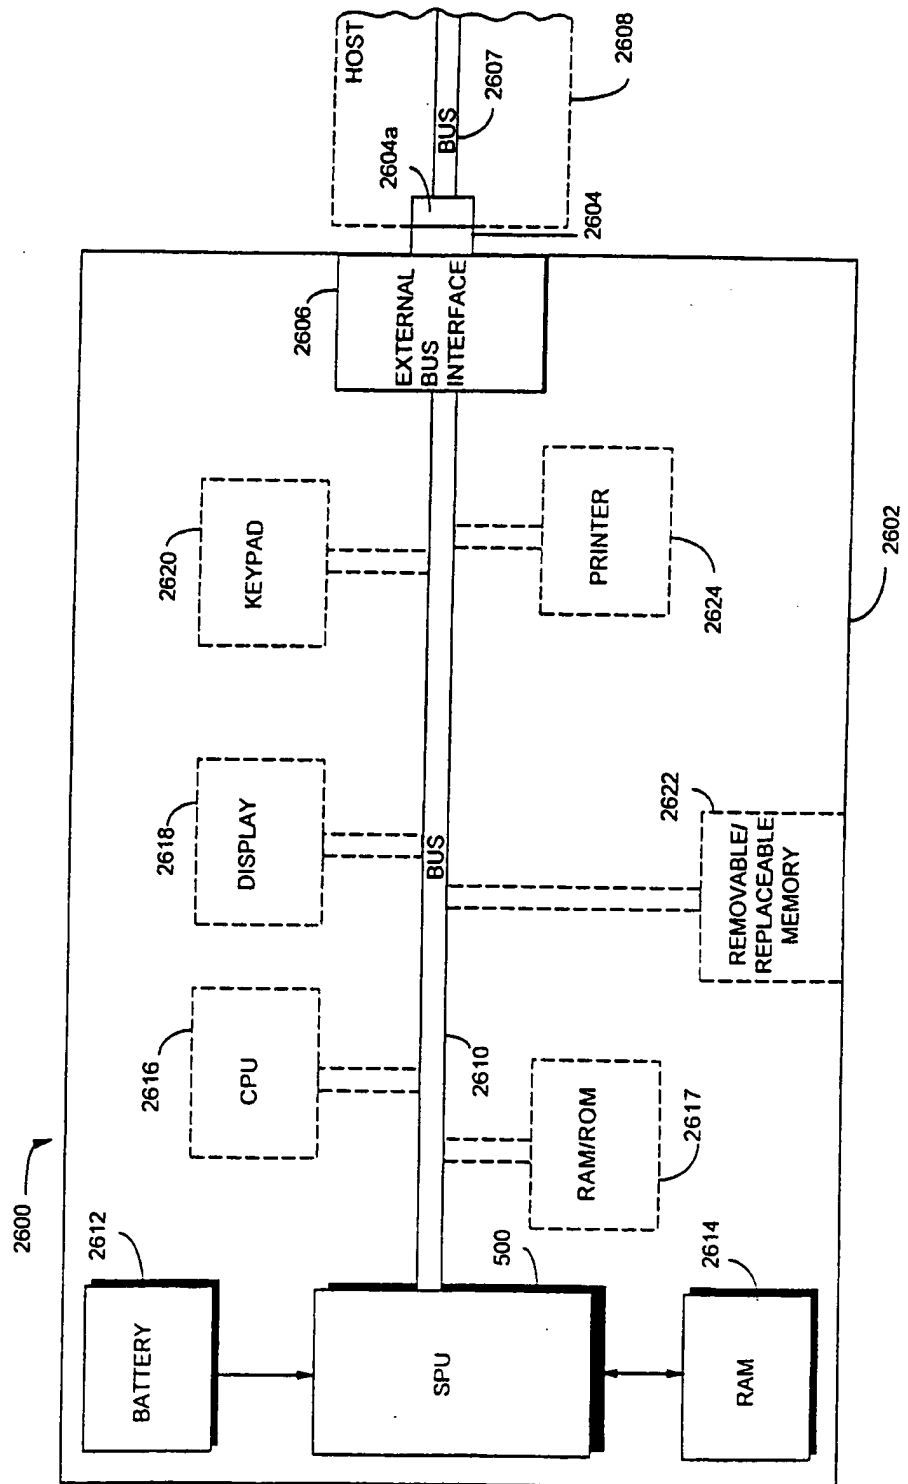 2600
BATTERY
2612
SPU
500
RAM
2614
CPU
2616
RAM/ROM
2617
2610
BUS
DISPLAY
2618
REMOVABLE/
REPLACEABLE
MEMORY
2622
KEYPAD
2620
PRINTER
2624
2602
EXTERNAL
BUS
INTERFACE
2606
2604
2604a
HOST
BUS
2607
2608